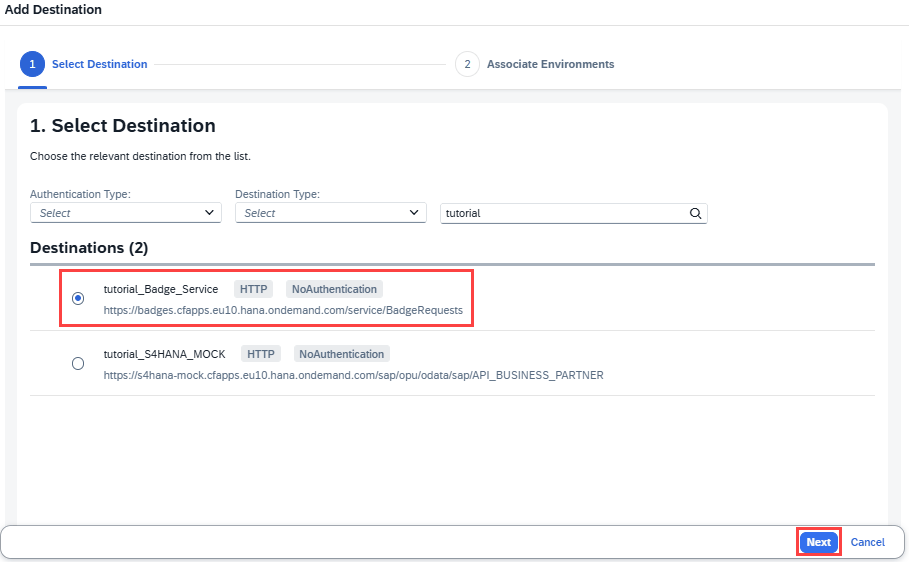 Add Destination
1 Select Destination 2 Associate Environments
1. Select Destination
Choose the relevant destination from the list.
Authentication Type: Destination Type:
Select Select tutorial
Destinations (2)
tutorial_Badge_Service HTTP NoAuthentication
https://badges.cfapps.eu10.hana.ondemand.com/service/BadgeRequests
tutorial_S4HANA_MOCK HTTP NoAuthentication
https://s4hana-mock.cfapps.eu10.hana.ondemand.com/sap/opu/odata/sap/API_BUSINESS_PARTNER
Next Cancel